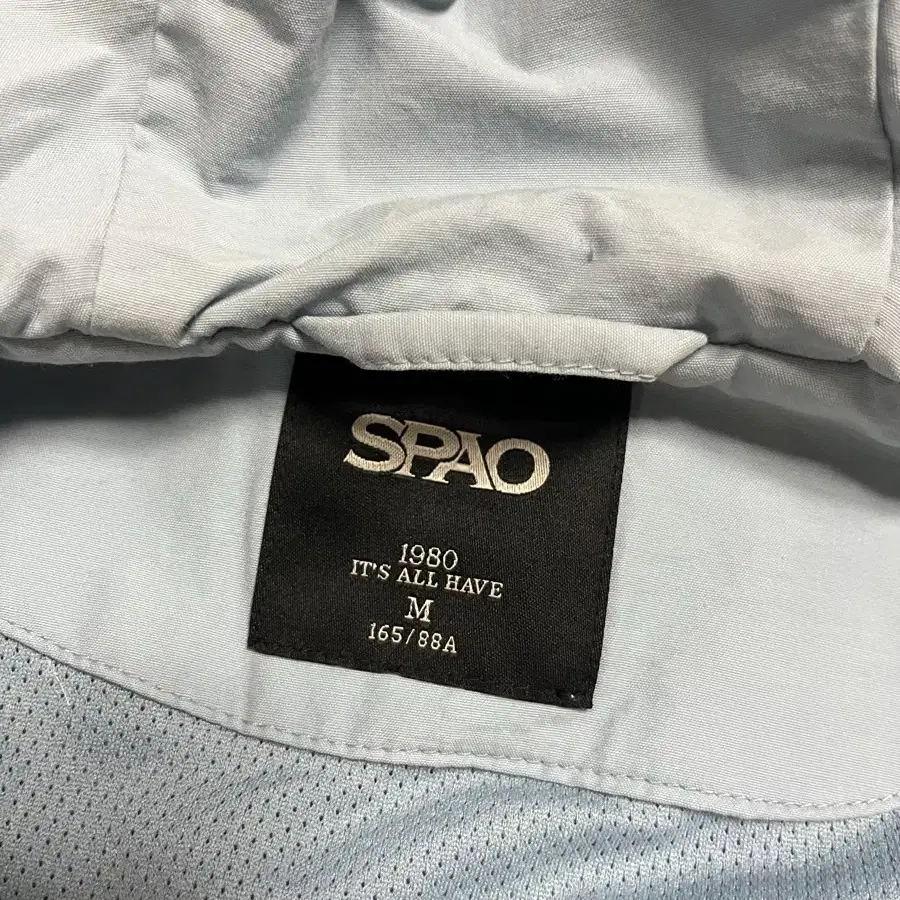 SPAO
1980
IT'S ALL HAVE
M
165/88A